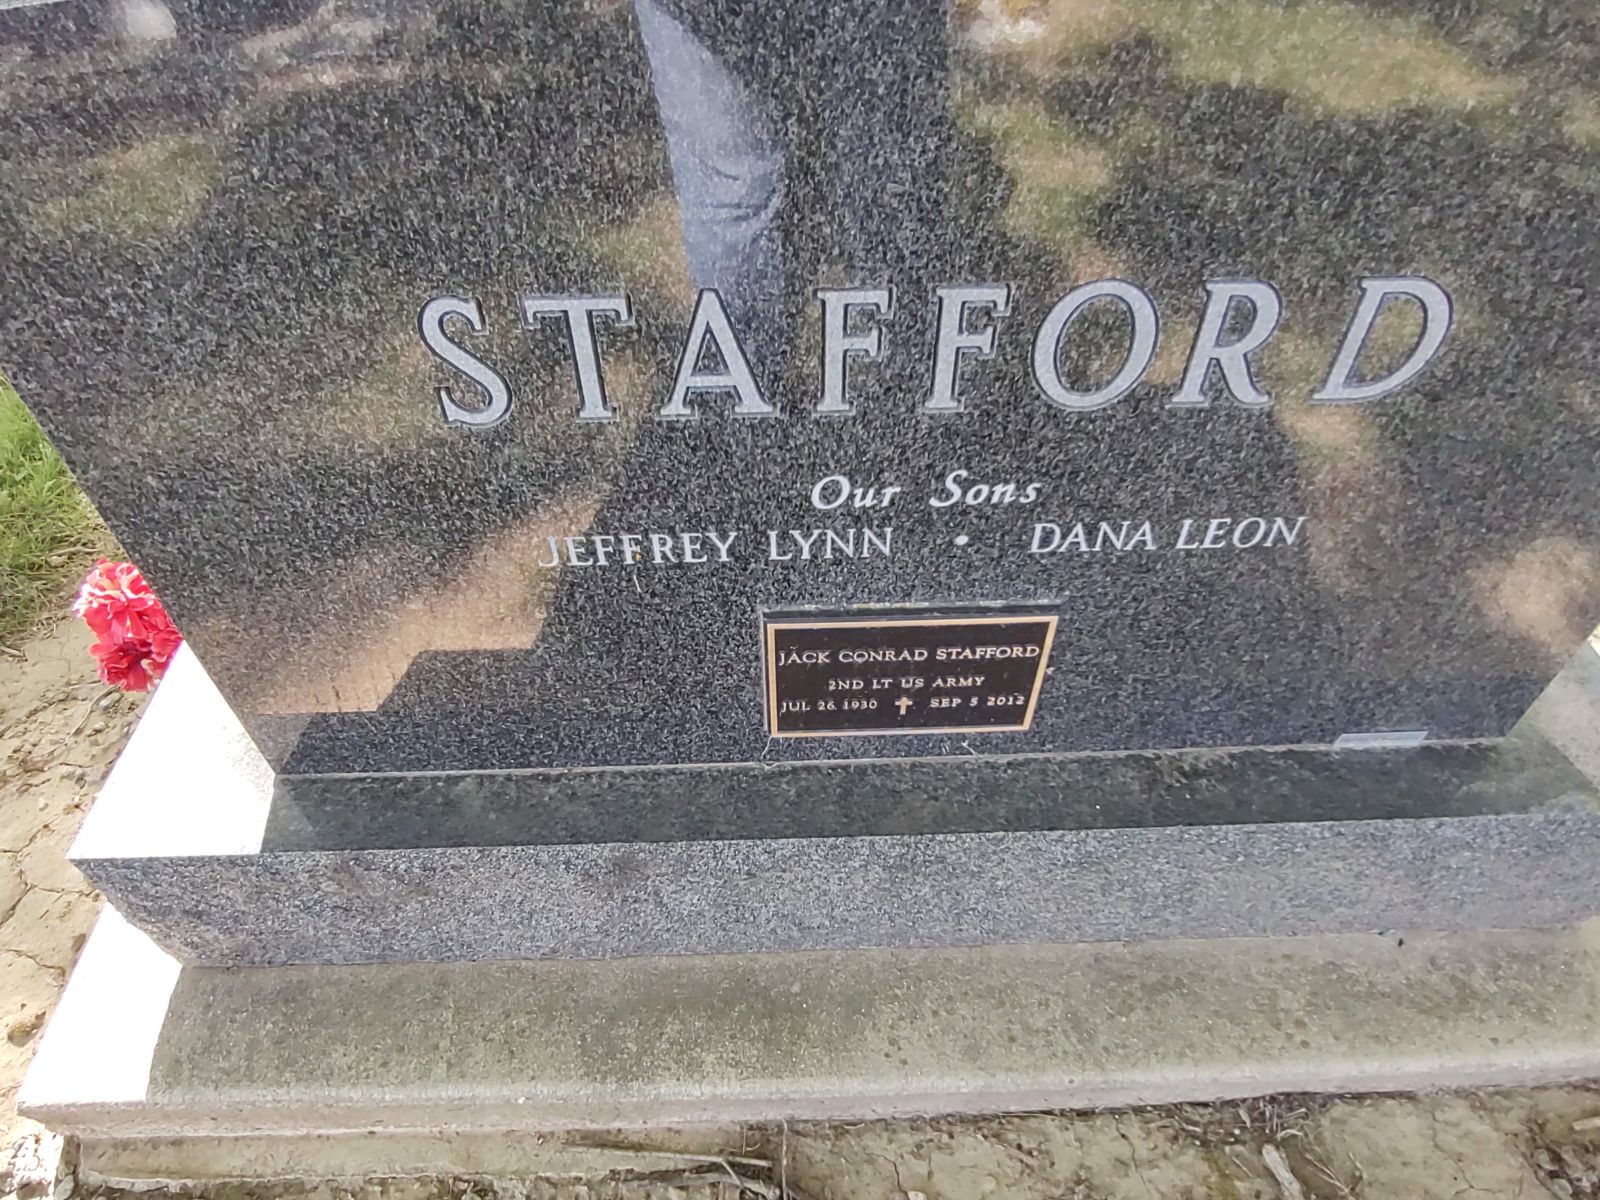 STAFFORD
Our Sons
JEFFREY LYNN • DANA LEON
JACK CONRAD STAFFORD
2ND LT US ARMY
JUL 26 1930 ✝ SEP 5 2012